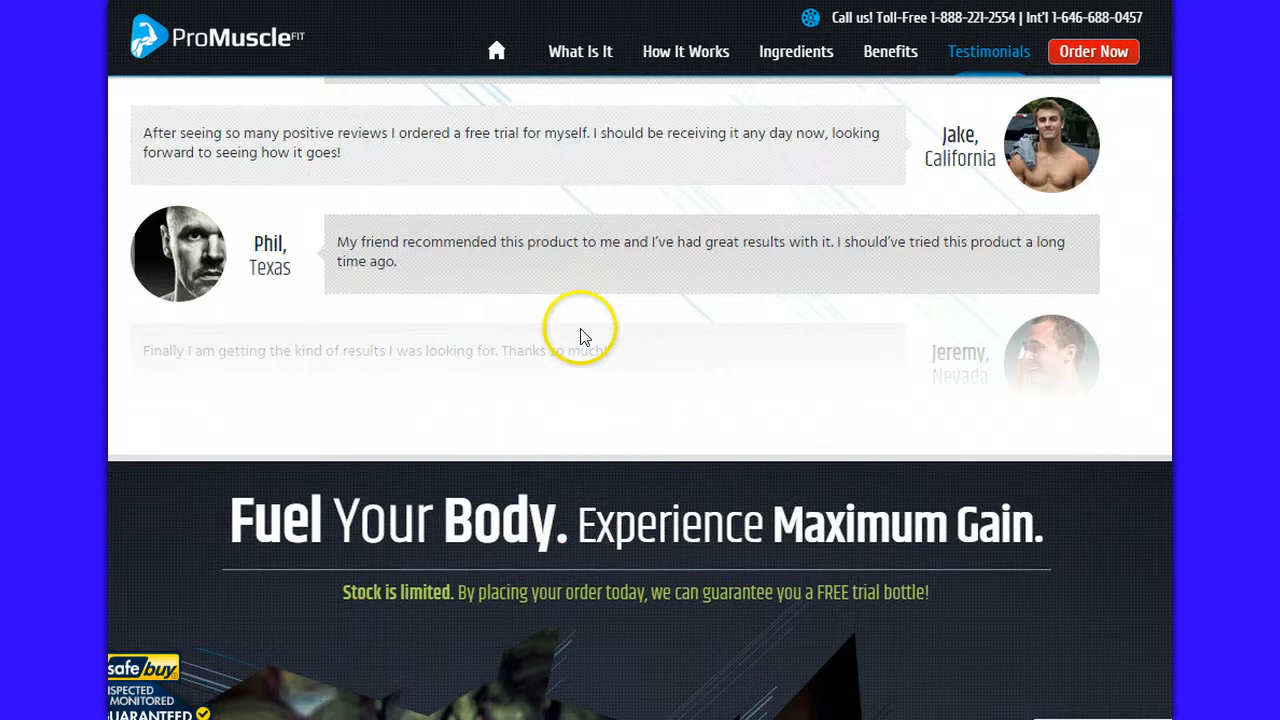 ProMuscleFIT
Call us! Toll-Free 1-888-221-2554 | Int'l 1-646-688-0457
What Is It
How It Works
Ingredients
Benefits
Testimonials
Order Now
After seeing so many positive reviews I ordered a free trial for myself. I should be receiving it any day now, looking
forward to seeing how it goes!
Jake,
California
Phil,
Texas
My friend recommended this product to me and I've had great results with it. I should've tried this product a long
time ago.
Finally I am getting the kind of results I was looking for. Thanks so much!
Jeremy,
Nevada
Fuel Your Body. Experience Maximum Gain.
Stock is limited. By placing your order today, we can guarantee you a FREE trial bottle!
safe buy
NSPECTED
MONITORED
GUARANTEED